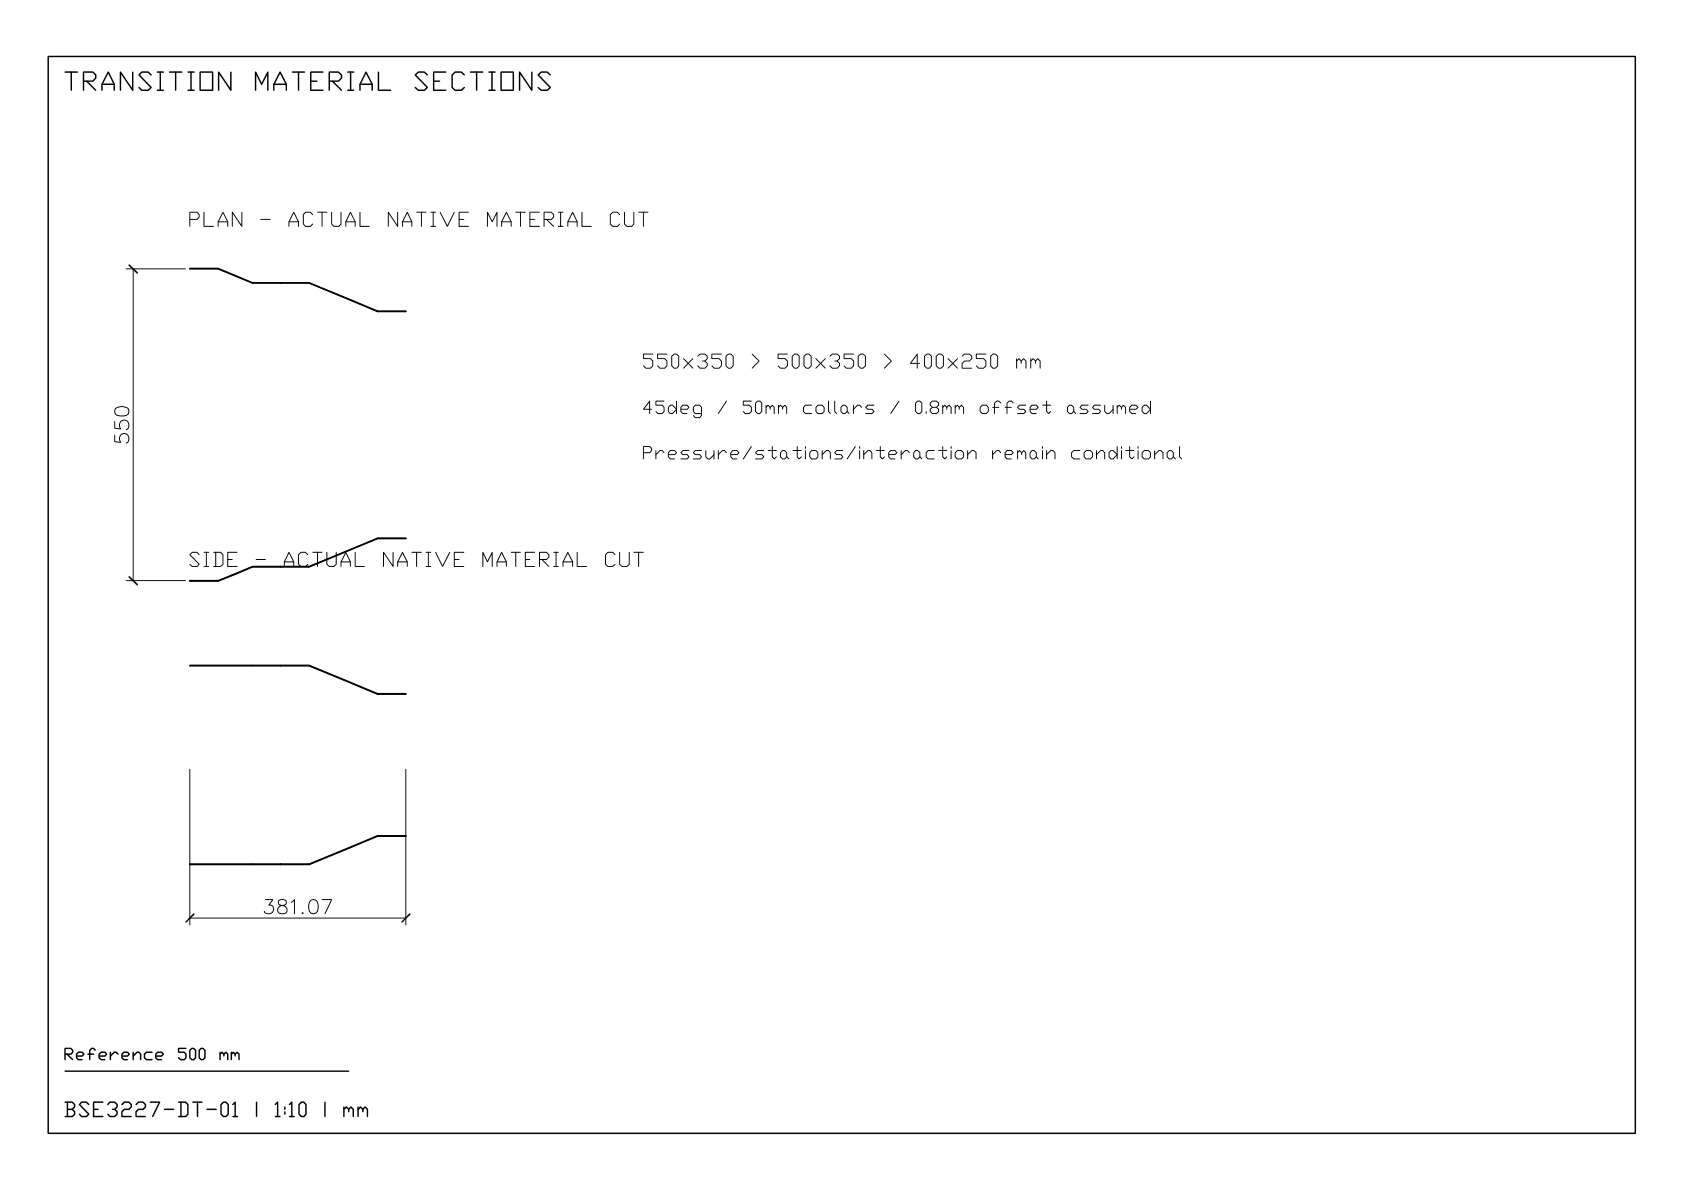 TRANSITION MATERIAL SECTIONS
PLAN - ACTUAL NATIVE MATERIAL CUT
550x350 > 500x350 > 400x250 mm
45deg / 50mm collars / 0.8mm offset assumed
550
Pressure/stations/interaction remain conditional
SIDE - ACTUAL NATIVE MATERIAL CUT
381.07
Reference 500 mm
BSE3227-DT-01 | 1:10 | mm